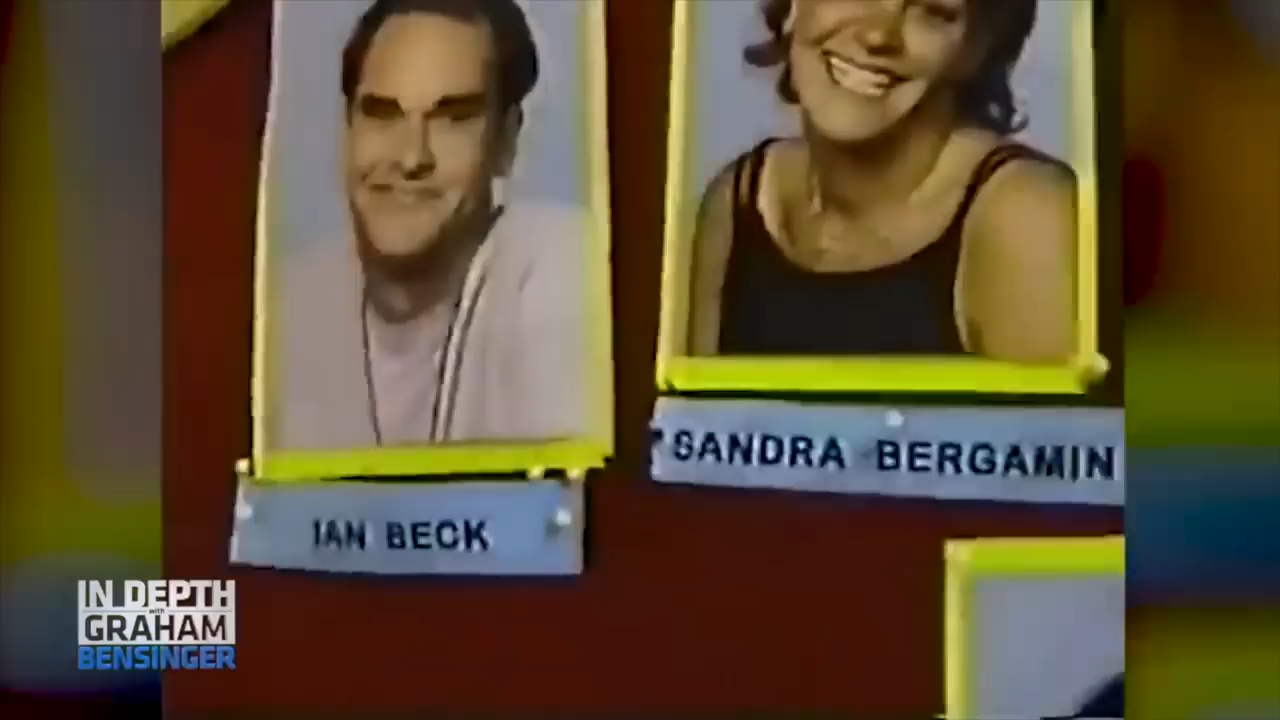 IAN BECK
SANDRA BERGAMIN
IN DEPTH
with
GRAHAM
BENSINGER